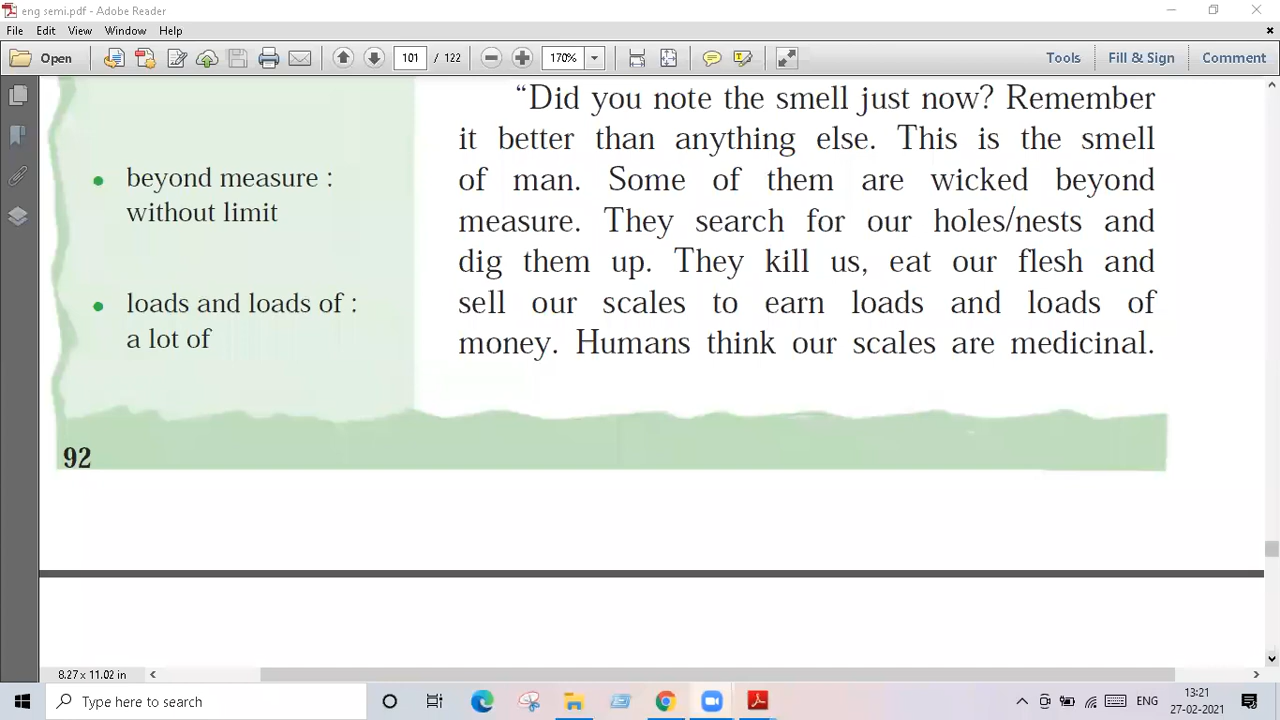 eng semi.pdf - Adobe Reader
File Edit View Window Help
Open 101 / 122 170% Tools Fill & Sign Comment
“Did you note the smell just now? Remember
it better than anything else. This is the smell
of man. Some of them are wicked beyond
measure. They search for our holes/nests and
dig them up. They kill us, eat our flesh and
sell our scales to earn loads and loads of
money. Humans think our scales are medicinal.
• beyond measure :
without limit
• loads and loads of :
a lot of
92
8.27 x 11.02 in
Type here to search
ENG
13:21
27-02-2021